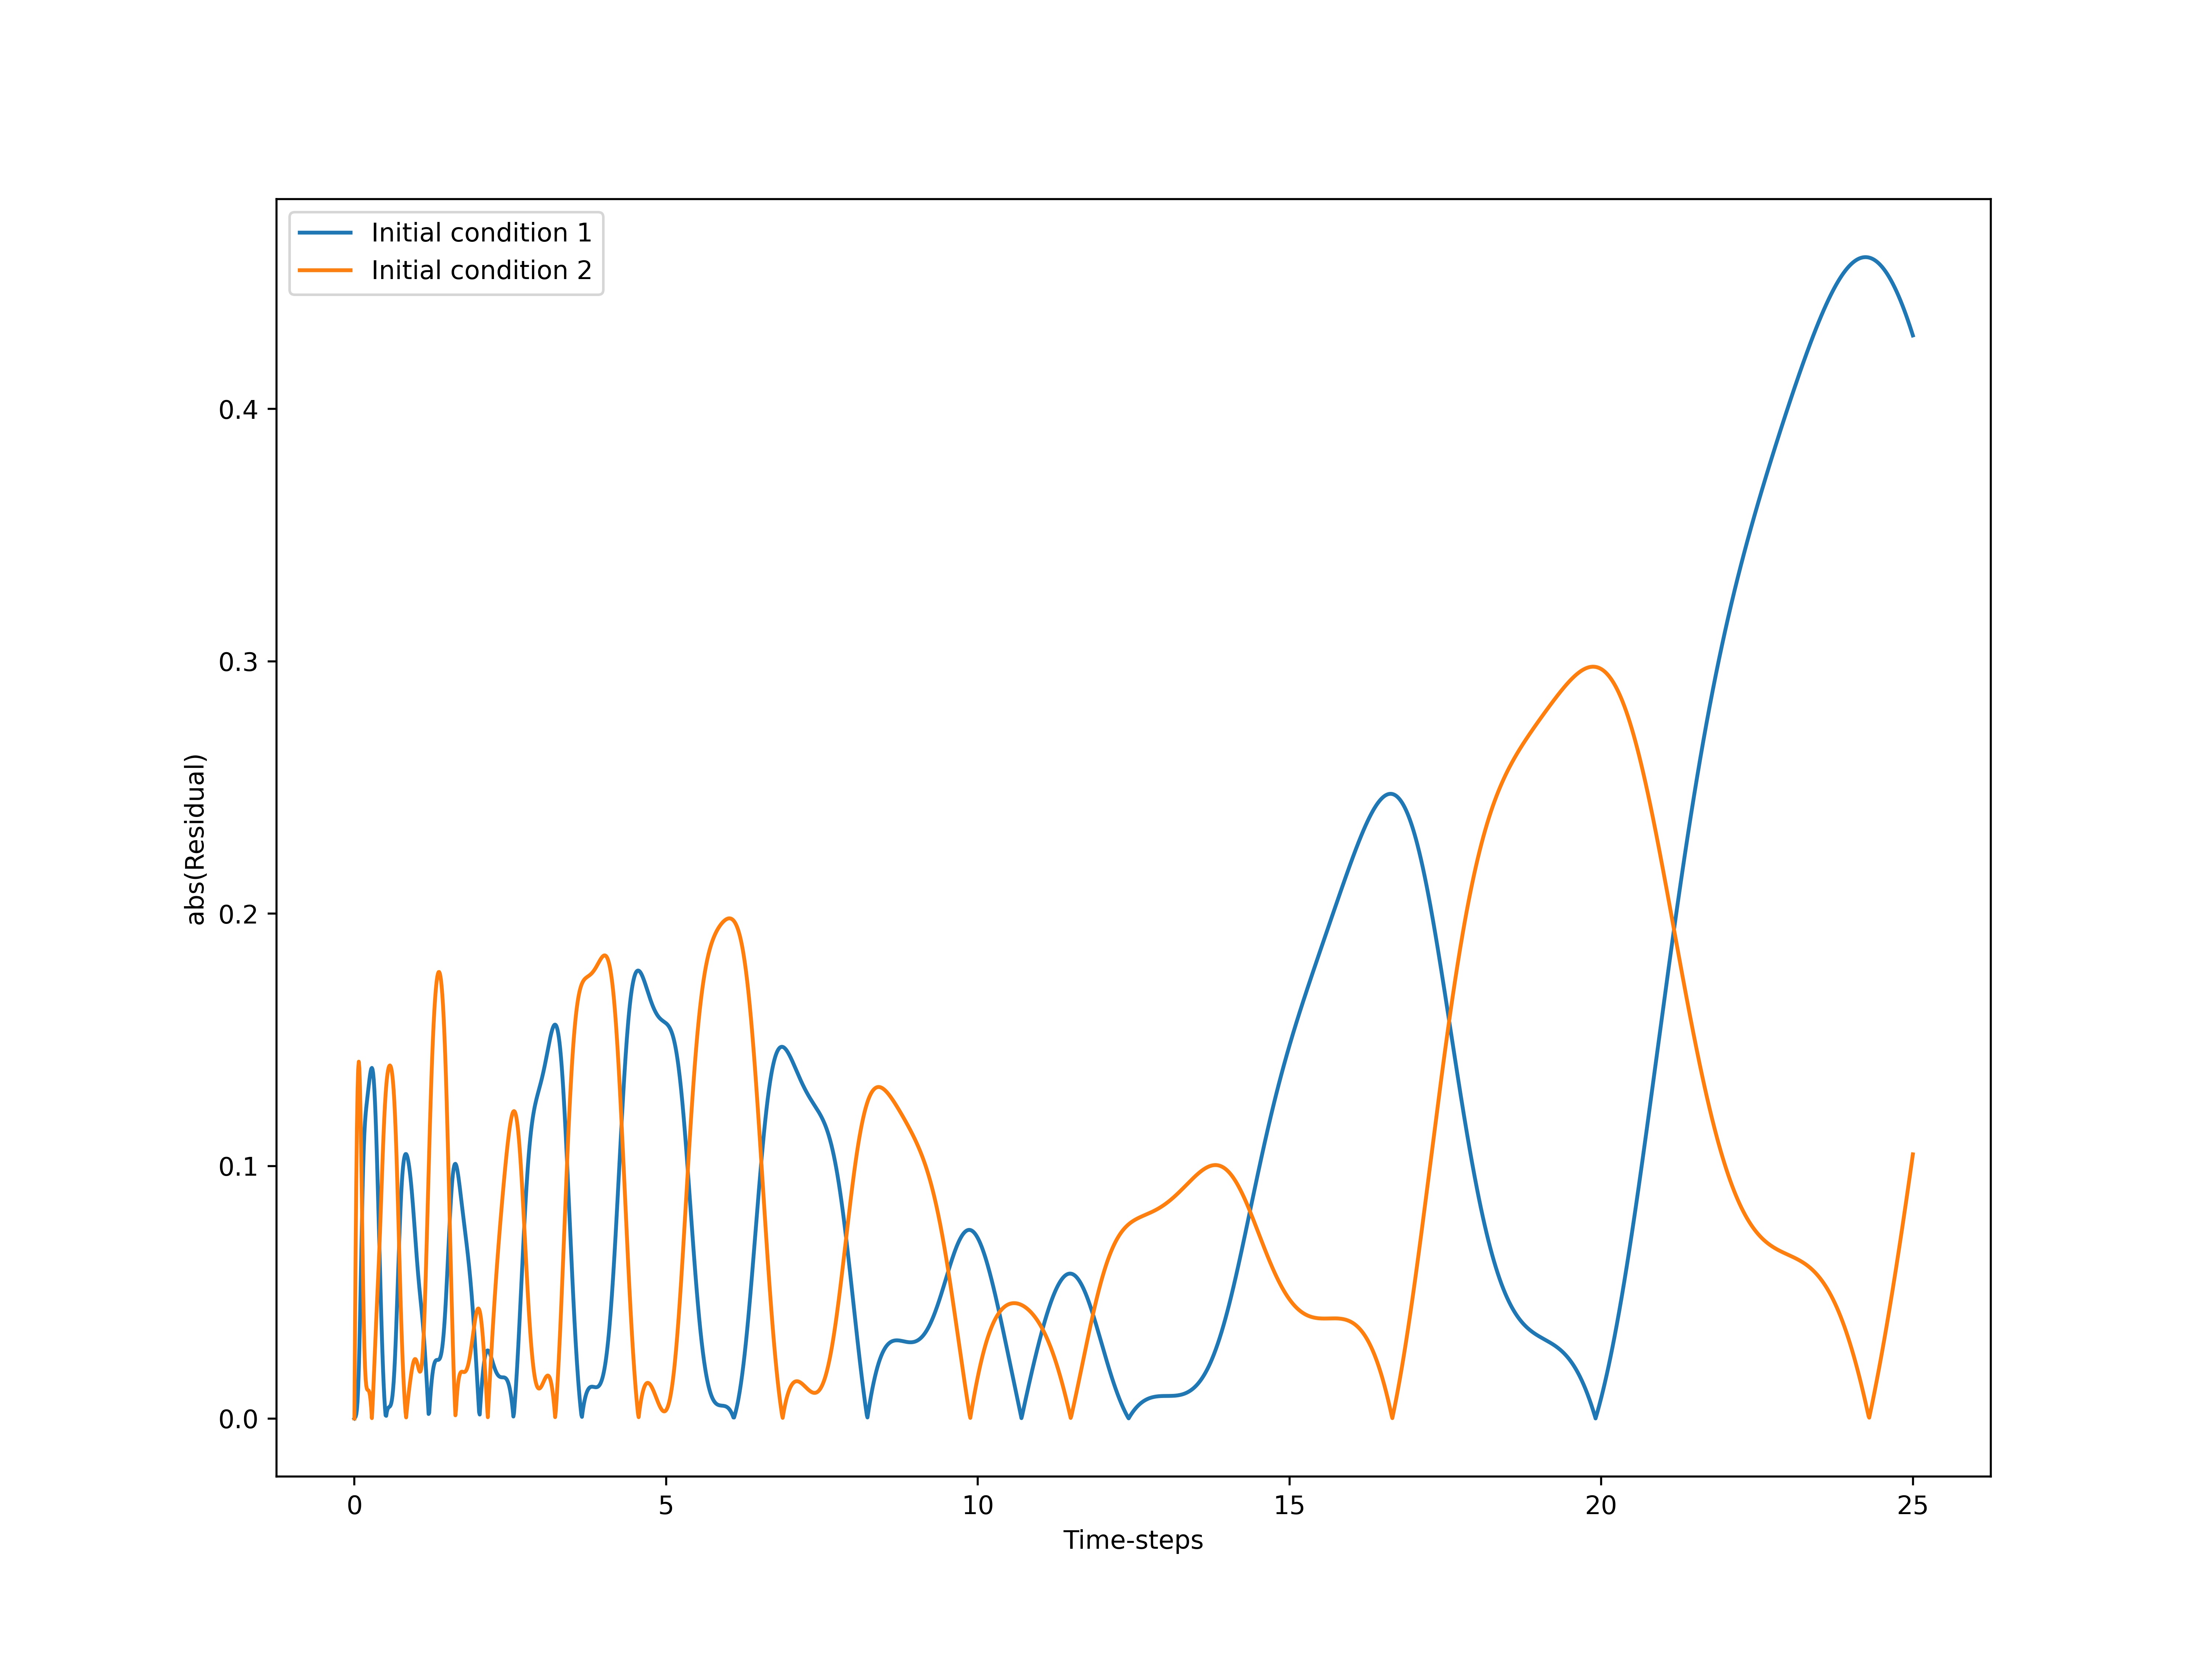 Initial condition 1
Initial condition 2
0.4
0.3
0.2
0.1
0.0
abs(Residual)
0 5 10 15 20 25
Time-steps